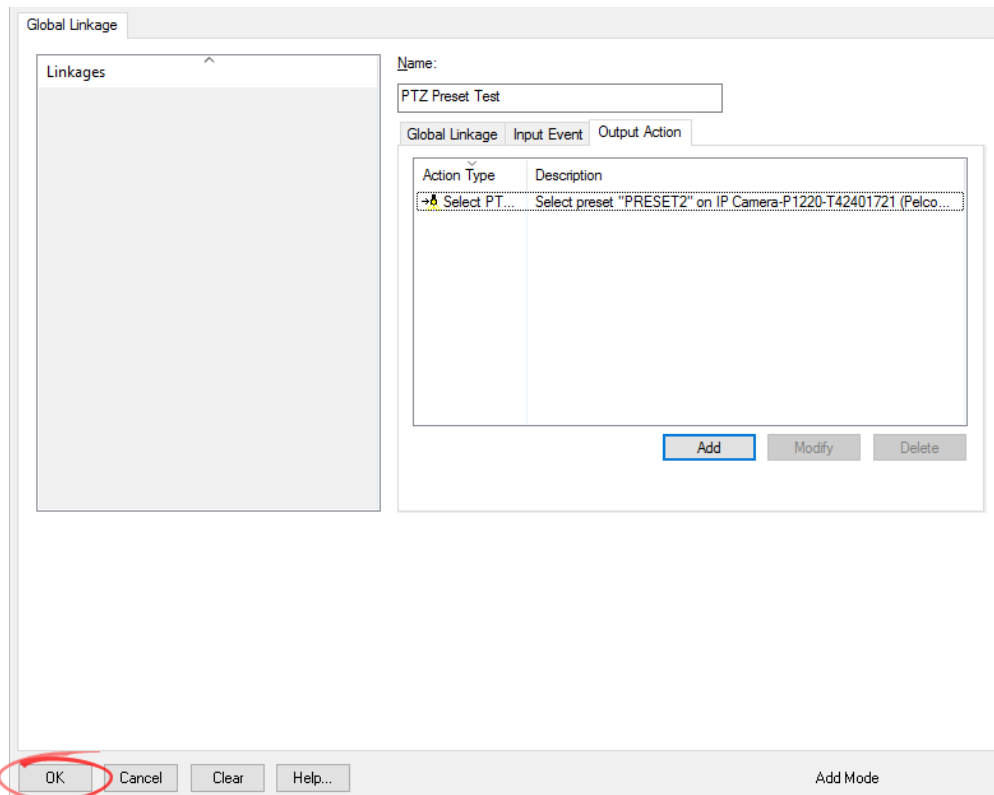 Global Linkage
Linkages
Name:
PTZ Preset Test
Global Linkage Input Event Output Action
Action Type Description
Select PT... Select preset "PRESET2" on IP Camera-P1220-T42401721 (Pelco...
Add Modify Delete
OK Cancel Clear Help... Add Mode